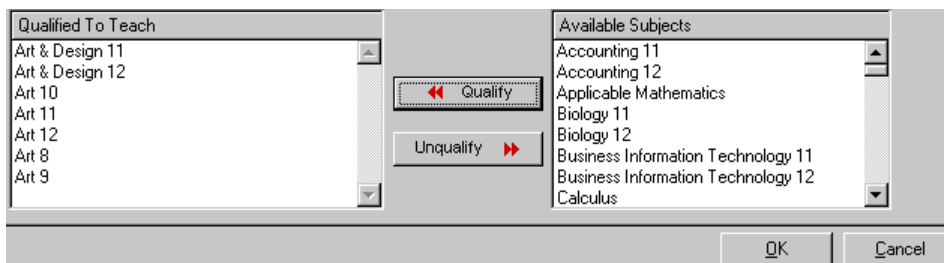 Qualified To Teach
Art & Design 11
Art & Design 12
Art 10
Art 11
Art 12
Art 8
Art 9
Qualify
Unqualify
Available Subjects
Accounting 11
Accounting 12
Applicable Mathematics
Biology 11
Biology 12
Business Information Technology 11
Business Information Technology 12
Calculus
OK
Cancel